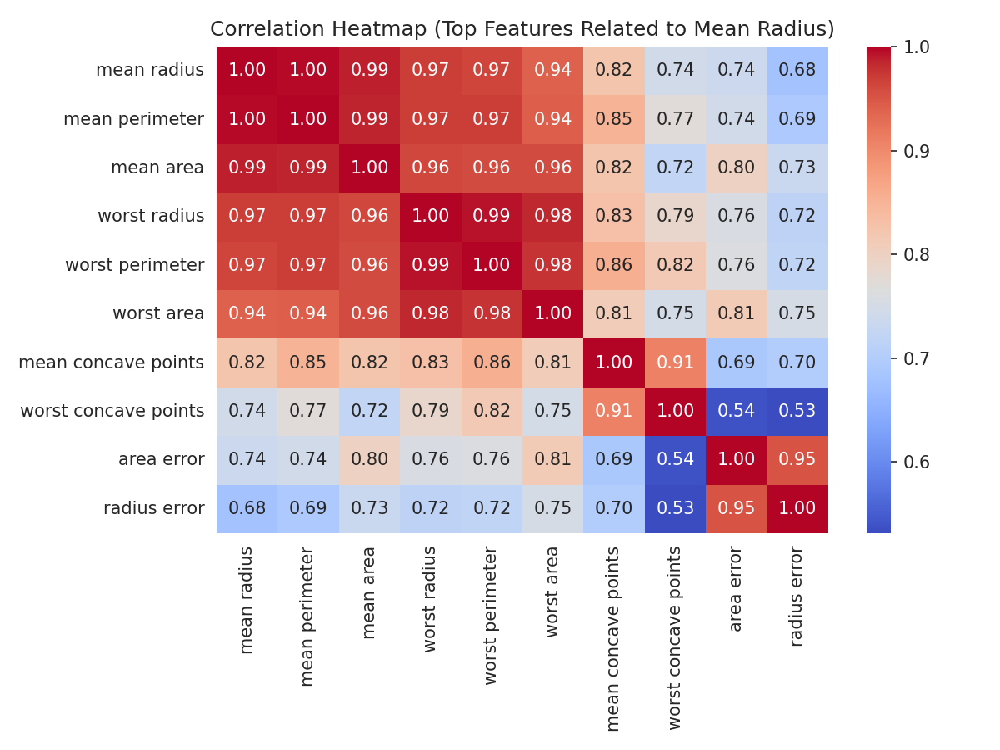 Correlation Heatmap (Top Features Related to Mean Radius)
mean radius 1.00 1.00 0.99 0.97 0.97 0.94 0.82 0.74 0.74 0.68
mean perimeter 1.00 1.00 0.99 0.97 0.97 0.94 0.85 0.77 0.74 0.69
mean area 0.99 0.99 1.00 0.96 0.96 0.96 0.82 0.72 0.80 0.73
worst radius 0.97 0.97 0.96 1.00 0.99 0.98 0.83 0.79 0.76 0.72
worst perimeter 0.97 0.97 0.96 0.99 1.00 0.98 0.86 0.82 0.76 0.72
worst area 0.94 0.94 0.96 0.98 0.98 1.00 0.81 0.75 0.81 0.75
mean concave points 0.82 0.85 0.82 0.83 0.86 0.81 1.00 0.91 0.69 0.70
worst concave points 0.74 0.77 0.72 0.79 0.82 0.75 0.91 1.00 0.54 0.53
area error 0.74 0.74 0.80 0.76 0.76 0.81 0.69 0.54 1.00 0.95
radius error 0.68 0.69 0.73 0.72 0.72 0.75 0.70 0.53 0.95 1.00
mean radius
mean perimeter
mean area
worst radius
worst perimeter
worst area
mean concave points
worst concave points
area error
radius error
1.0
0.9
0.8
0.7
0.6